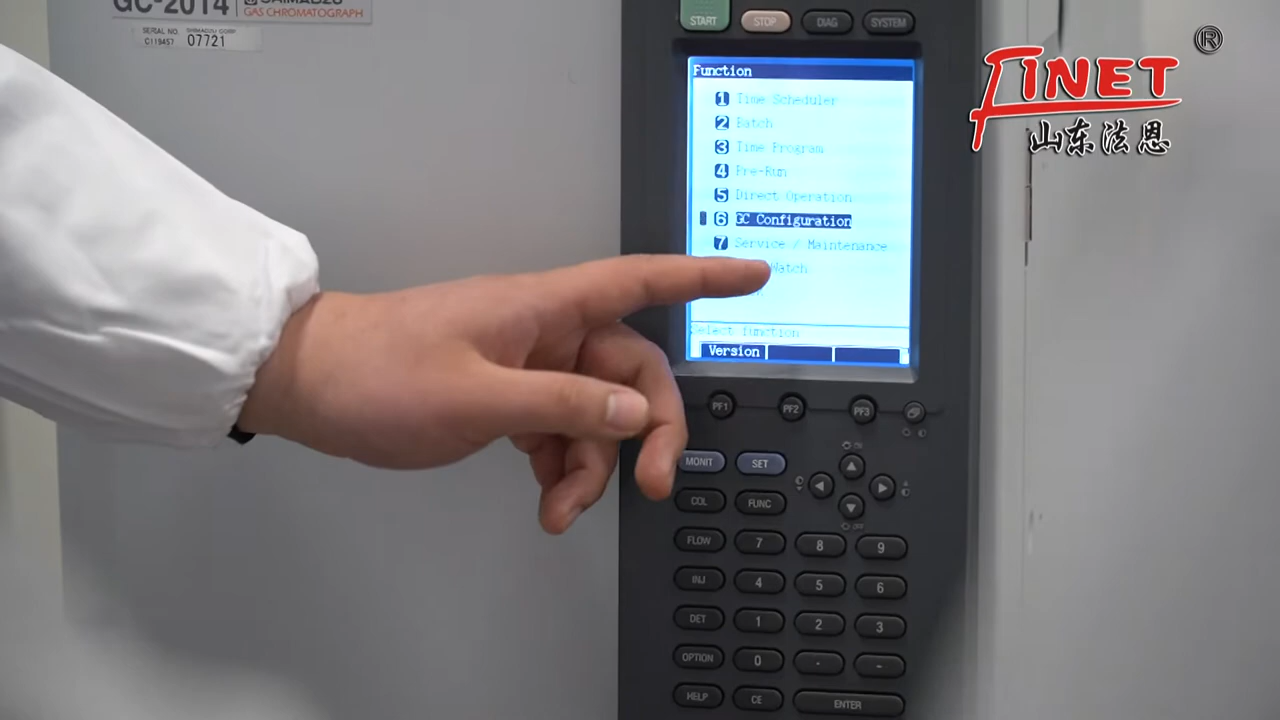 GC-2014 SHIMADZU
GAS CHROMATOGRAPH
SERIAL NO. SHIMADZU CORP.
C119457 07721
START STOP DIAG SYSTEM
Function
1 Time Scheduler
2 Batch
3 Time Program
4 Pre-Run
5 Direct Operation
6 GC Configuration
7 Service / Maintenance
Watch
Select function
Version
PF1 PF2 PF3
MONIT SET
COL FUNC
FLOW 7 8 9
INJ 4 5 6
DET 1 2 3
OPTION 0 . -
HELP CE ENTER
FINET ®
山东法恩